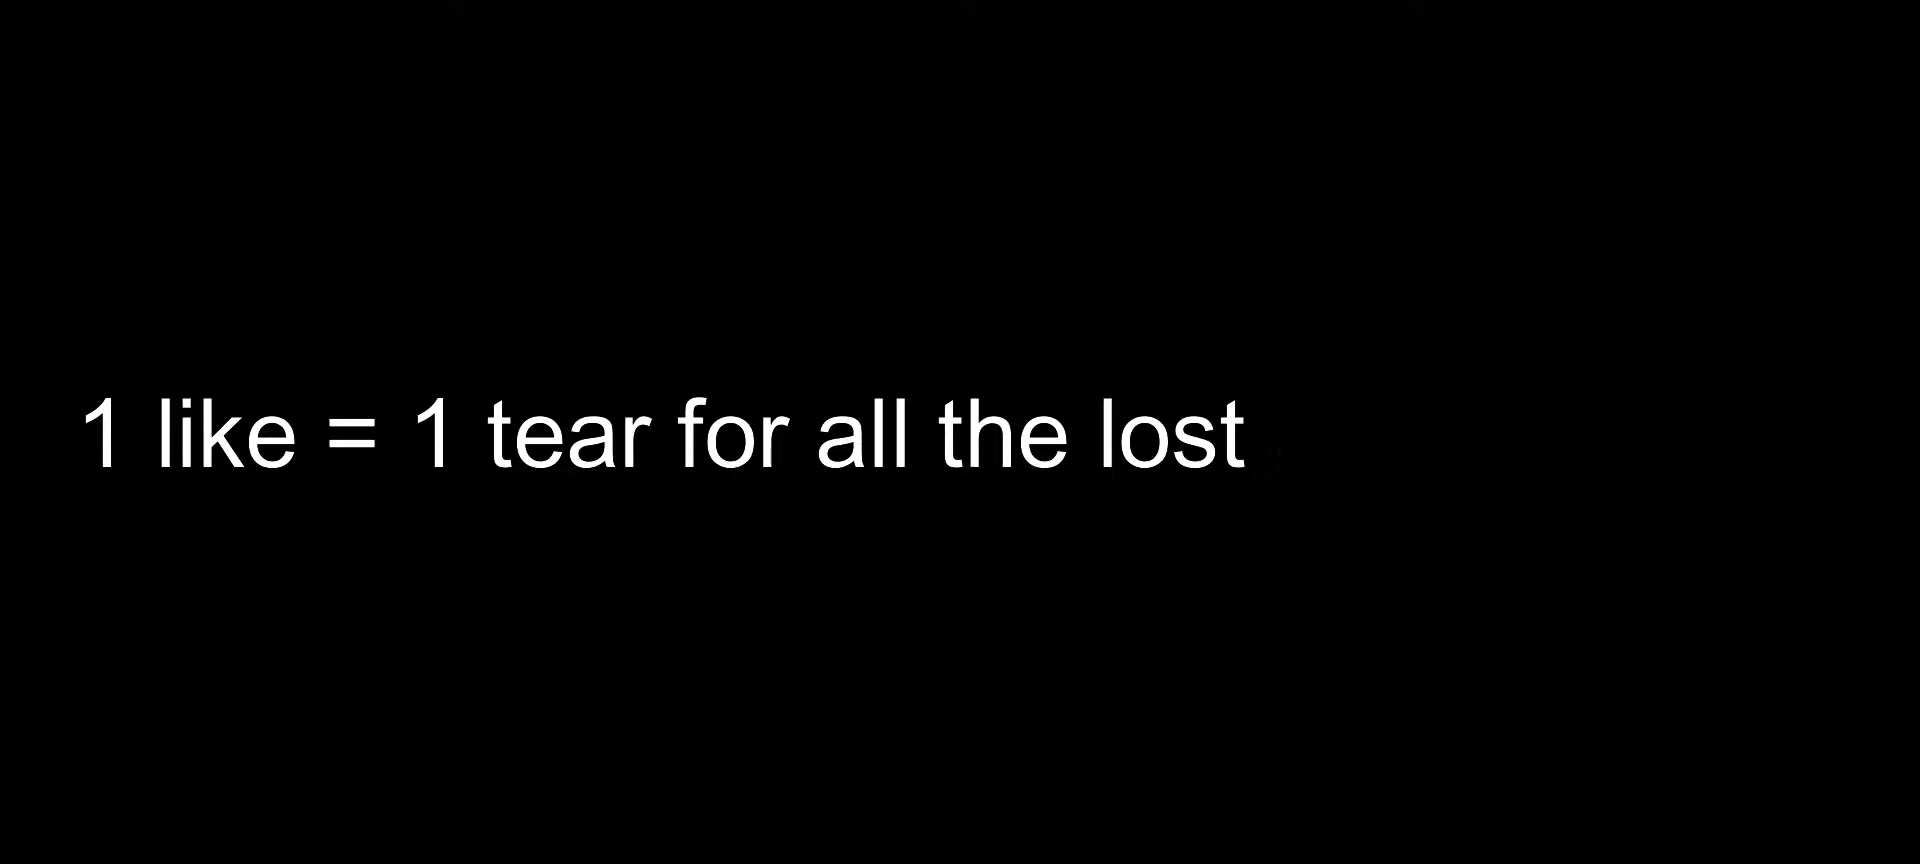 1 like = 1 tear for all the lost